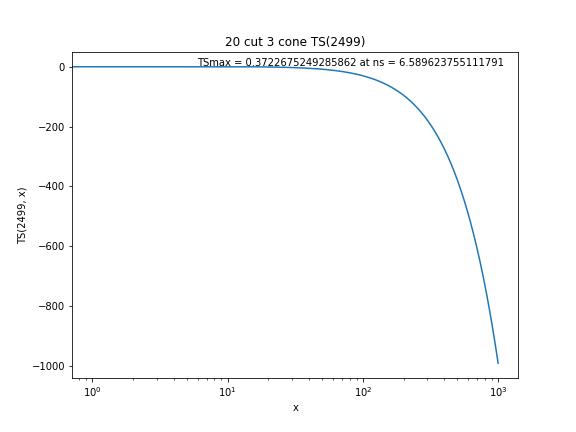 20 cut 3 cone TS(2499)
TSmax = 0.3722675249285862 at ns = 6.589623755111791
0
−200
−400
−600
−800
−1000
TS(2499, x)
10⁰
10¹
10²
10³
x